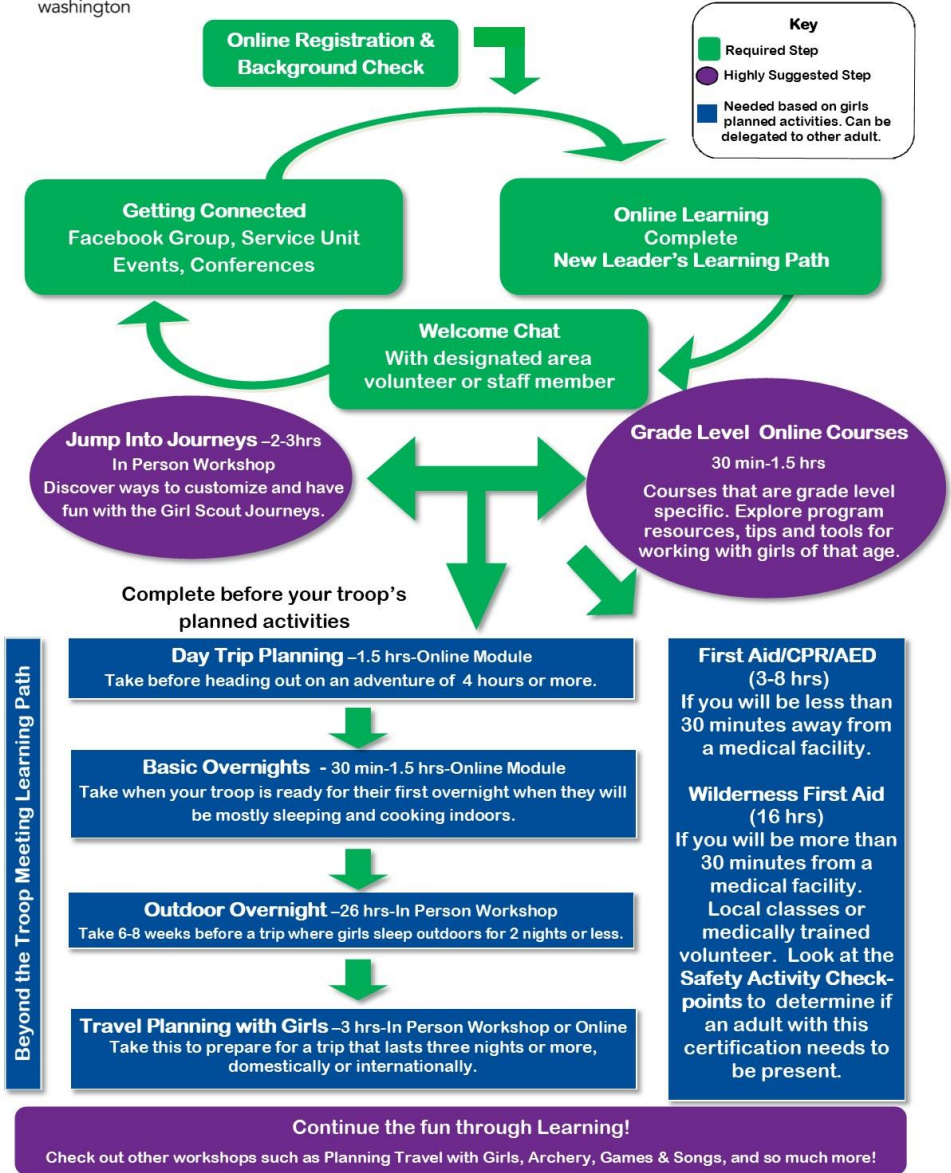 washington
Key
Required Step
Highly Suggested Step
Needed based on girls
planned activities. Can be
delegated to other adult.
Online Registration &
Background Check
Getting Connected
Facebook Group, Service Unit
Events, Conferences
Online Learning
Complete
New Leader's Learning Path
Welcome Chat
With designated area
volunteer or staff member
Jump Into Journeys –2-3hrs
In Person Workshop
Discover ways to customize and have
fun with the Girl Scout Journeys.
Grade Level Online Courses
30 min-1.5 hrs
Courses that are grade level
specific. Explore program
resources, tips and tools for
working with girls of that age.
Complete before your troop's
planned activities
Beyond the Troop Meeting Learning Path
Day Trip Planning –1.5 hrs-Online Module
Take before heading out on an adventure of 4 hours or more.
Basic Overnights - 30 min-1.5 hrs-Online Module
Take when your troop is ready for their first overnight when they will
be mostly sleeping and cooking indoors.
Outdoor Overnight –26 hrs-In Person Workshop
Take 6-8 weeks before a trip where girls sleep outdoors for 2 nights or less.
Travel Planning with Girls –3 hrs-In Person Workshop or Online
Take this to prepare for a trip that lasts three nights or more,
domestically or internationally.
First Aid/CPR/AED
(3-8 hrs)
If you will be less than
30 minutes away from
a medical facility.
Wilderness First Aid
(16 hrs)
If you will be more than
30 minutes from a
medical facility.
Local classes or
medically trained
volunteer. Look at the
Safety Activity Check-
points to determine if
an adult with this
certification needs to
be present.
Continue the fun through Learning!
Check out other workshops such as Planning Travel with Girls, Archery, Games & Songs, and so much more!